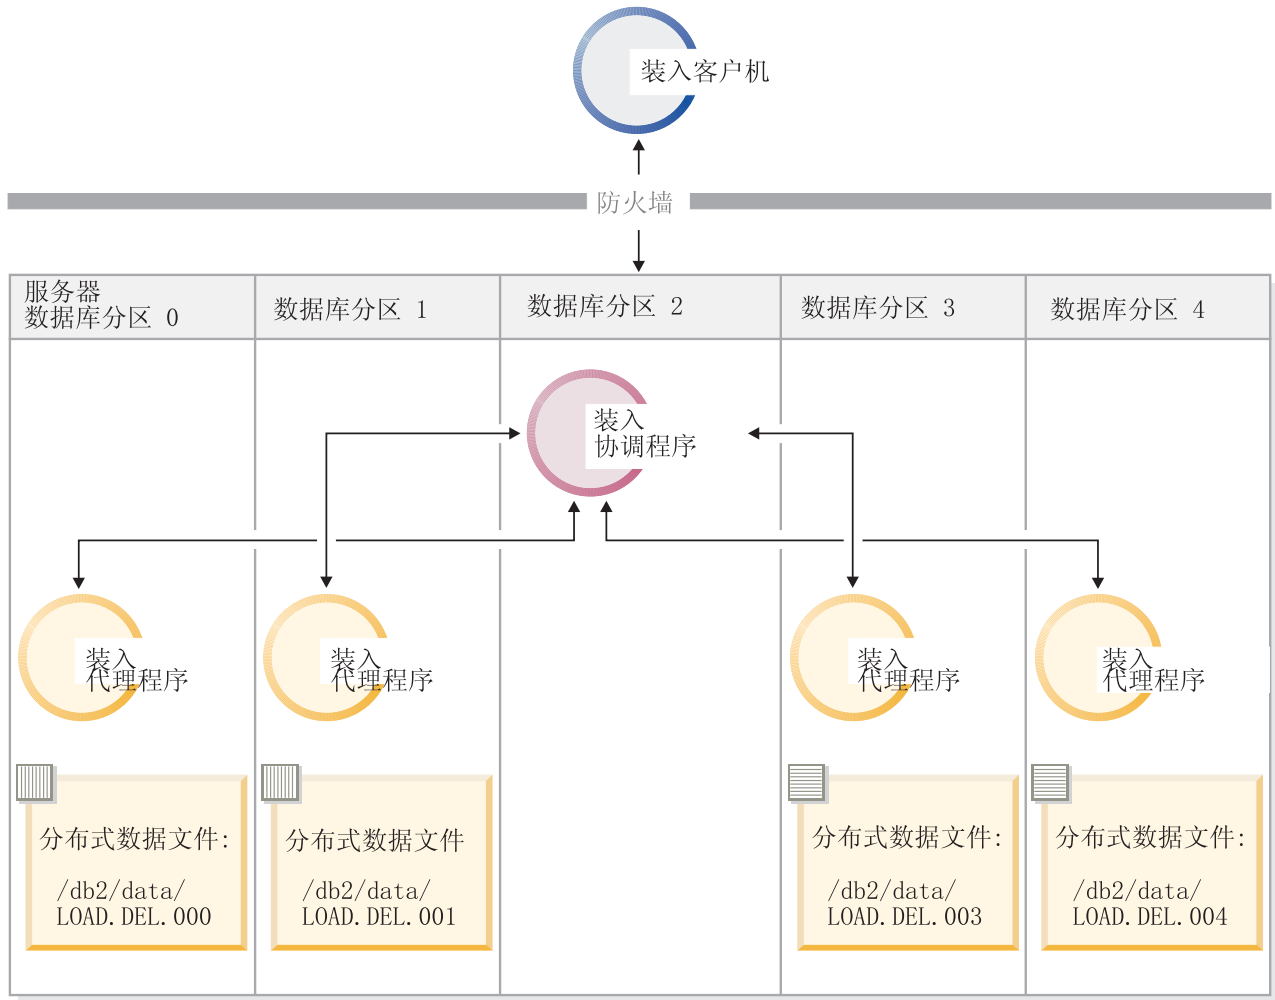 装入客户机
防火墙
服务器
数据库分区 0
数据库分区 1
数据库分区 2
数据库分区 3
数据库分区 4
装入
协调程序
装入
代理程序
装入
代理程序
装入
代理程序
装入
代理程序
分布式数据文件:
/db2/data/
LOAD.DEL.000
分布式数据文件
/db2/data/
LOAD.DEL.001
分布式数据文件:
/db2/data/
LOAD.DEL.003
分布式数据文件:
/db2/data/
LOAD.DEL.004